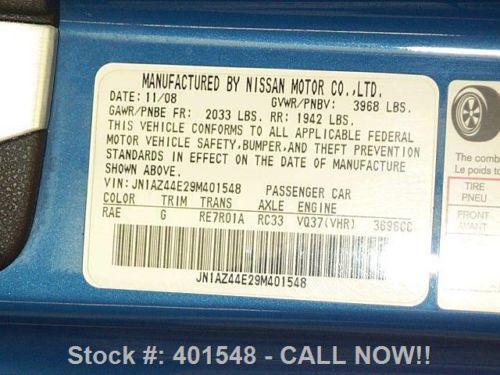 MANUFACTURED BY NISSAN MOTOR CO.,LTD.
DATE: 11/08 GVWR/PNBV: 3968 LBS.
GAWR/PNBE FR: 2033 LBS. RR: 1942 LBS.
THIS VEHICLE CONFORMS TO ALL APPLICABLE FEDERAL
MOTOR VEHICLE SAFETY,BUMPER,AND THEFT PREVENTION
STANDARDS IN EFFECT ON THE DATE OF MANUFACTURE
SHOWN ABOVE.
VIN: JN1AZ44E29M401548 PASSENGER CAR
COLOR TRIM TRANS AXLE ENGINE
RAE G RE7R01A RC33 VQ37(VHR) 3696CC
JN1AZ44E29M401548
The comb
Le poids to
TIRE
PNEU
FRONT
AVANT
Stock #: 401548 - CALL NOW!!